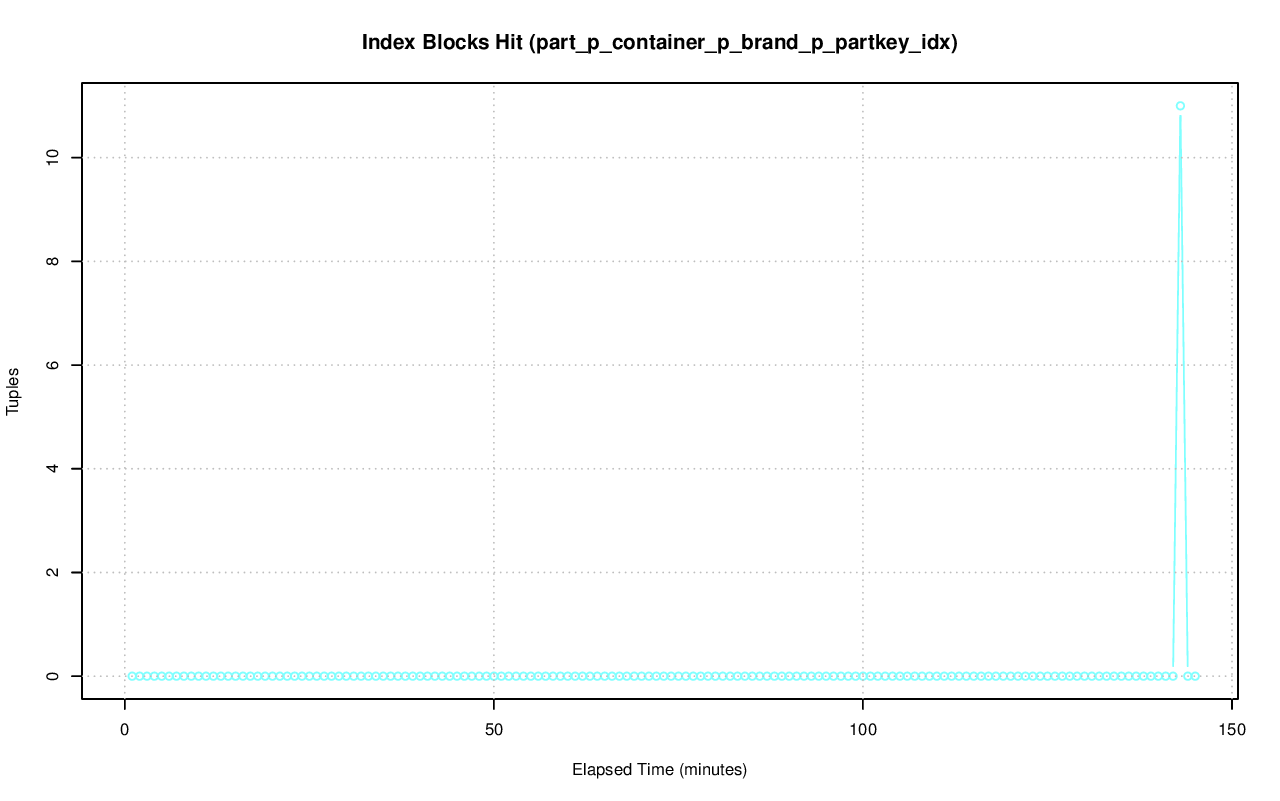 Index Blocks Hit (part_p_container_p_brand_p_partkey_idx)
Tuples
10
8
6
4
2
0
0 50 100 150
Elapsed Time (minutes)